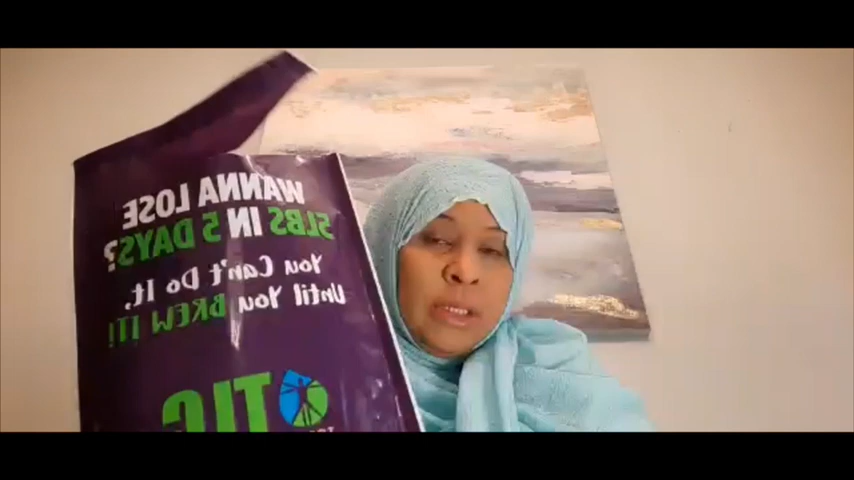 WANNA LOSE
5LBS IN 5 DAYS?
You Can't Do It,
Until You BREW IT!
TLC